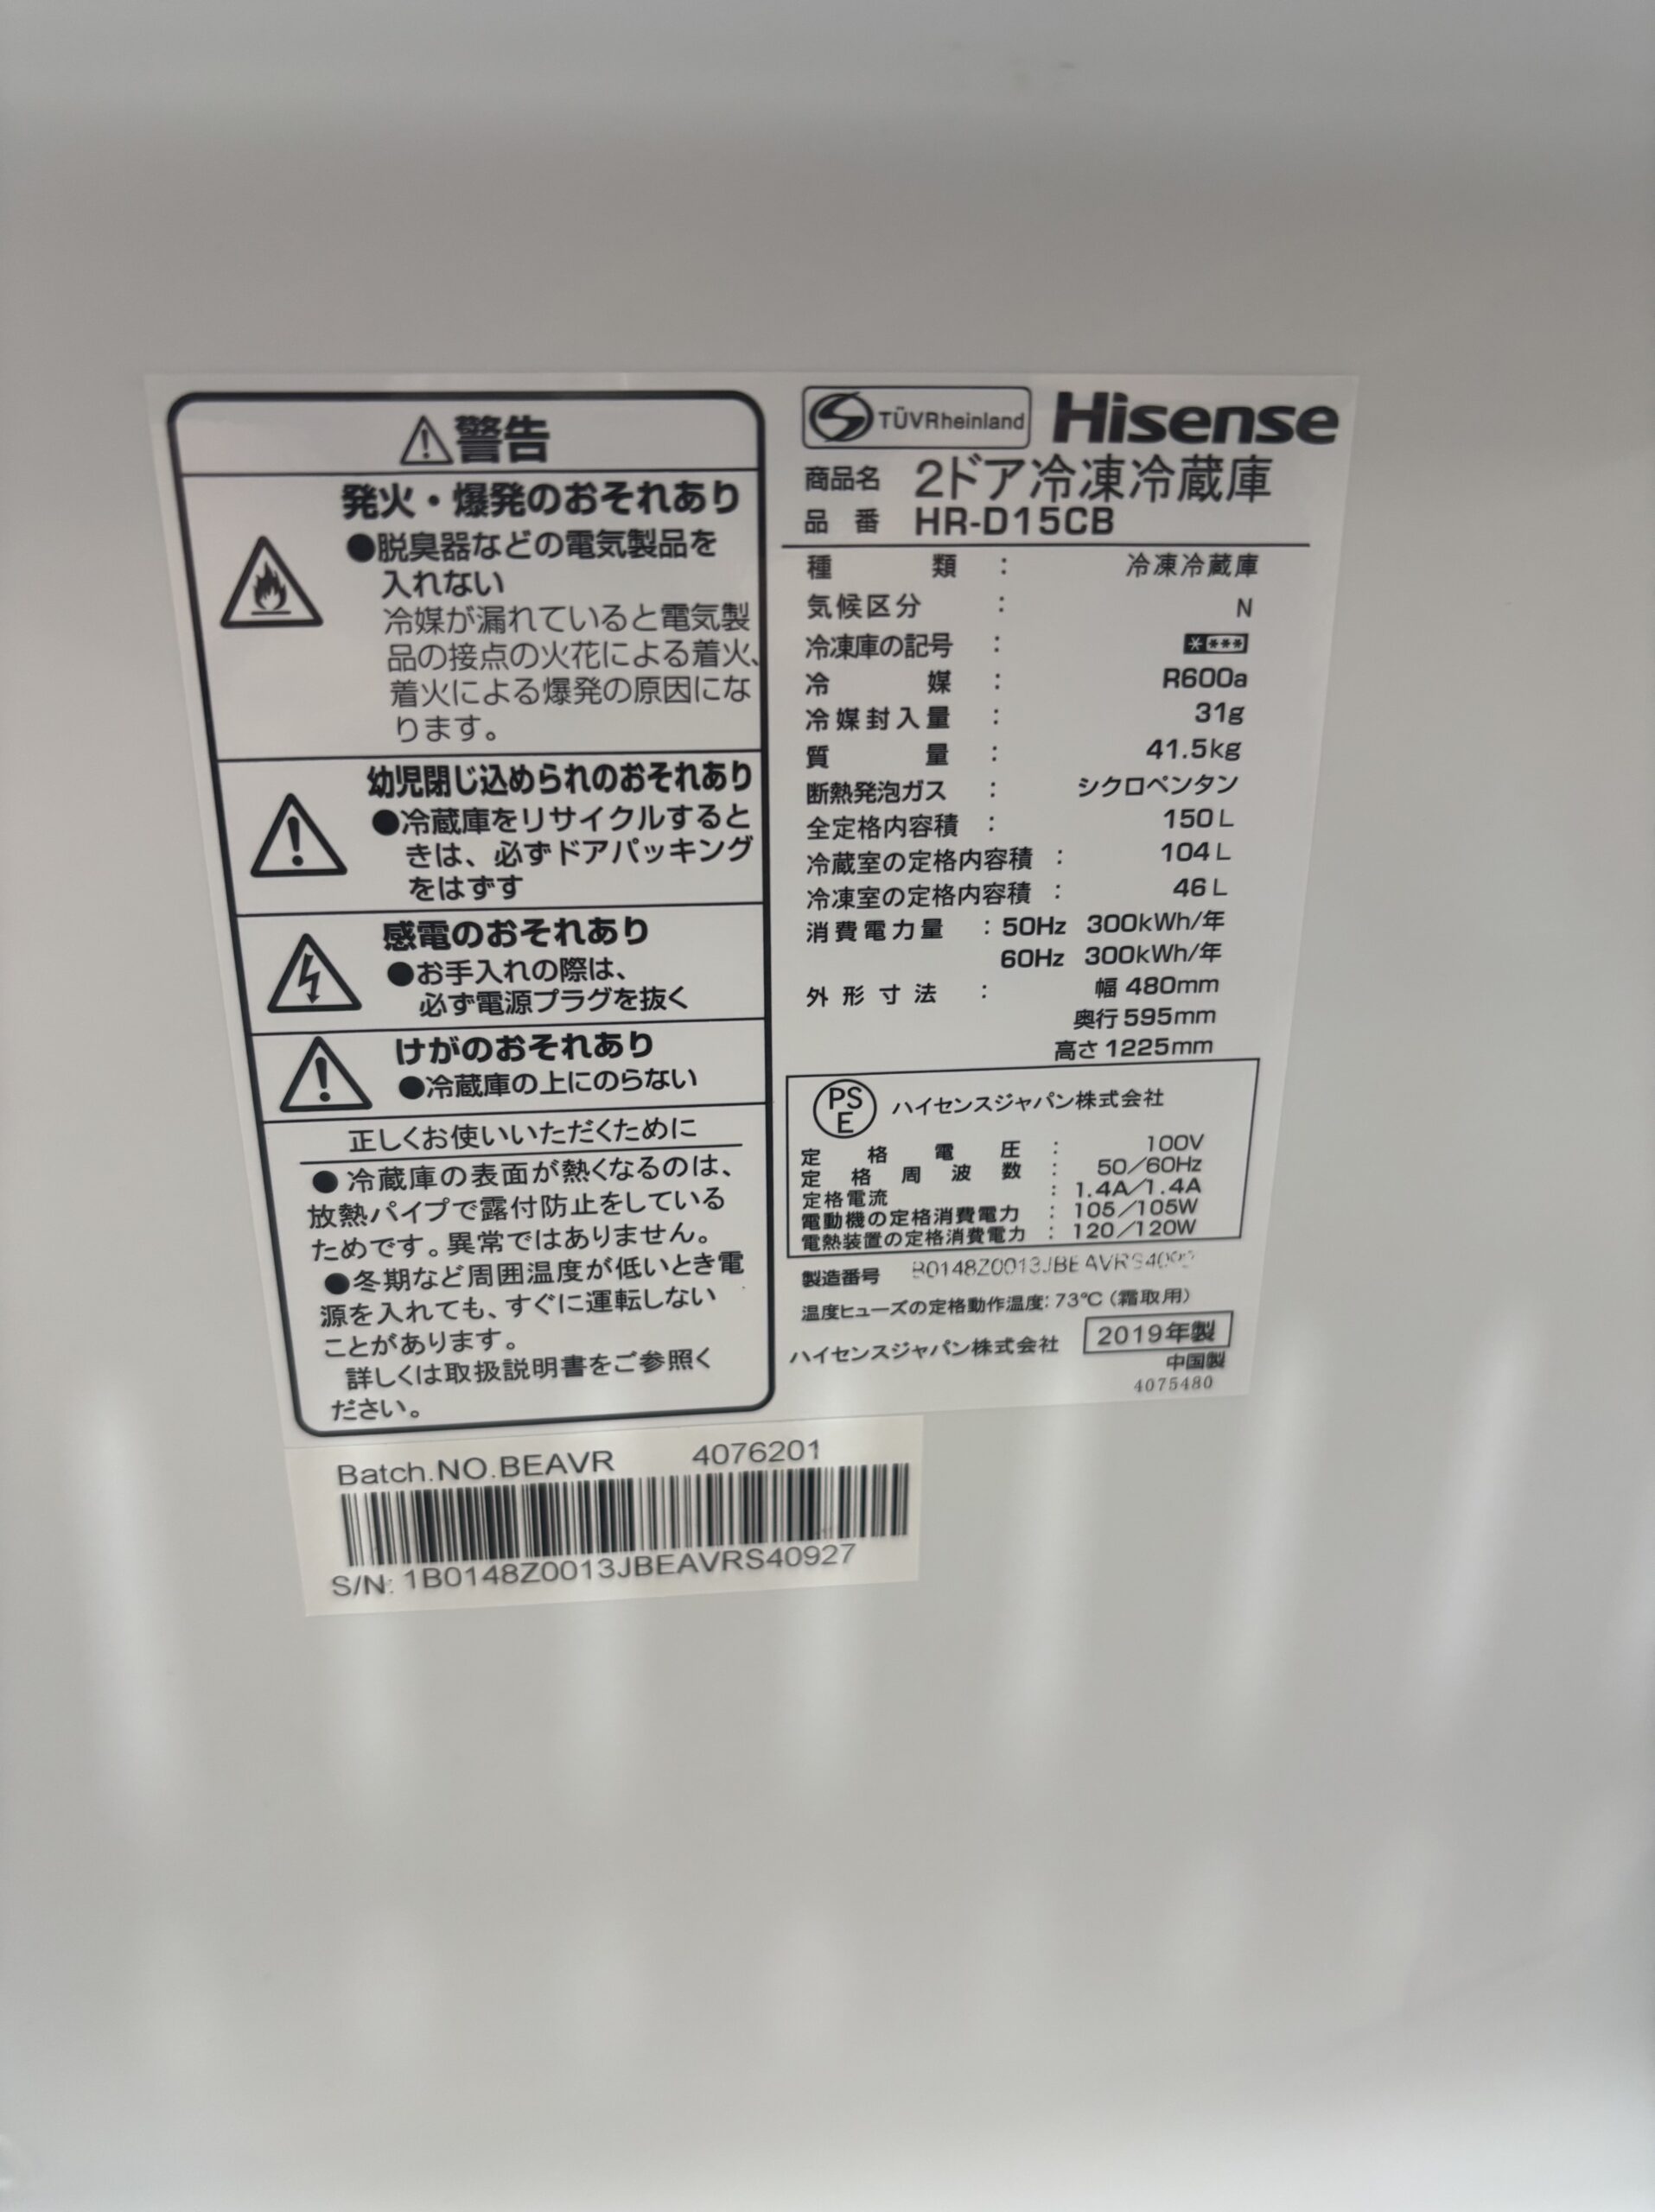 警告
発火・爆発のおそれあり
●脱臭器などの電気製品を
入れない
冷媒が漏れていると電気製
品の接点の火花による着火、
着火による爆発の原因にな
ります。
幼児閉じ込められのおそれあり
●冷蔵庫をリサイクルすると
きは、必ずドアパッキング
をはずす
感電のおそれあり
●お手入れの際は、
必ず電源プラグを抜く
けがのおそれあり
●冷蔵庫の上にのらない
正しくお使いいただくために
●冷蔵庫の表面が熱くなるのは、
放熱パイプで露付防止をしている
ためです。異常ではありません。
●冬期など周囲温度が低いとき電
源を入れても、すぐに運転しない
ことがあります。
詳しくは取扱説明書をご参照く
ださい。
TÜVRheinland Hisense
商品名 2ドア冷凍冷蔵庫
品番 HR-D15CB
種類 : 冷凍冷蔵庫
気候区分 : N
冷凍庫の記号 : ****
冷媒 : R600a
冷媒封入量 : 31g
質量 : 41.5kg
断熱発泡ガス : シクロペンタン
全定格内容積 : 150L
冷蔵室の定格内容積 : 104L
冷凍室の定格内容積 : 46L
消費電力量 : 50Hz 300kWh/年
60Hz 300kWh/年
外形寸法 : 幅 480mm
奥行 595mm
高さ 1225mm
PS
E
ハイセンスジャパン株式会社
定格電圧 : 100V
定格周波数 : 50/60Hz
定格電流 : 1.4A/1.4A
電動機の定格消費電力 : 105/105W
電熱装置の定格消費電力 : 120/120W
製造番号
温度ヒューズの定格動作温度:73℃(霜取用)
ハイセンスジャパン株式会社 2019年製
中国製
4075480
Batch.NO.BEAVR 4076201
S/N: 1B0148Z0013JBEAVRS40927